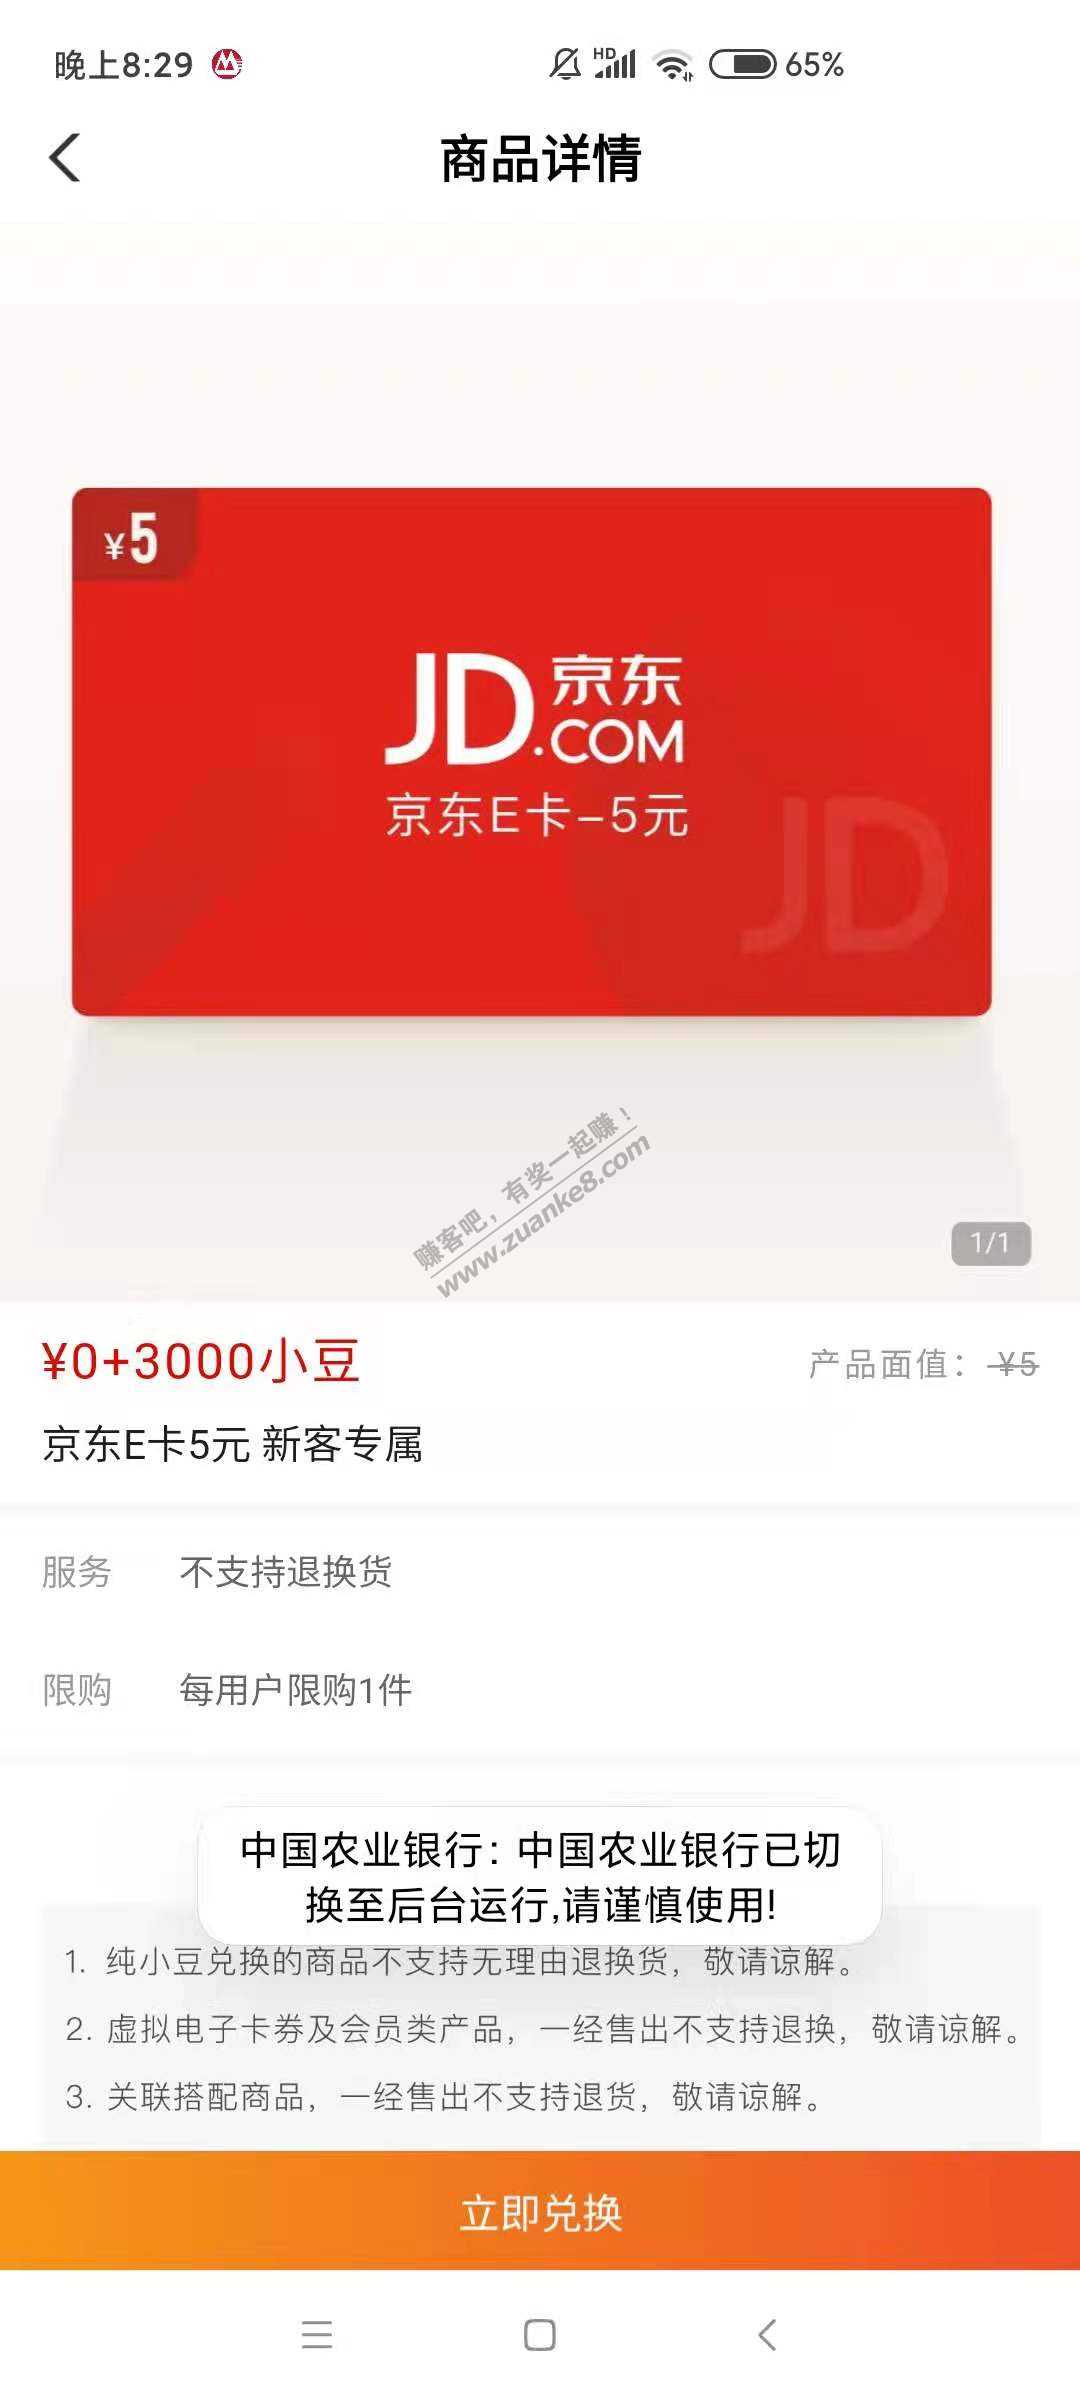 晚上8:29
HD
65%
商品详情
¥5
JD京东
.COM
京东E卡-5元
JD
赚客吧，有奖一起赚！
www.zuanke8.com
1/1
¥0+3000小豆
产品面值：¥5
京东E卡5元 新客专属
服务 不支持退换货
限购 每用户限购1件
中国农业银行：中国农业银行已切
换至后台运行,请谨慎使用!
1. 纯小豆兑换的商品不支持无理由退换货，敬请谅解。
2. 虚拟电子卡券及会员类产品，一经售出不支持退换，敬请谅解。
3. 关联搭配商品，一经售出不支持退货，敬请谅解。
立即兑换